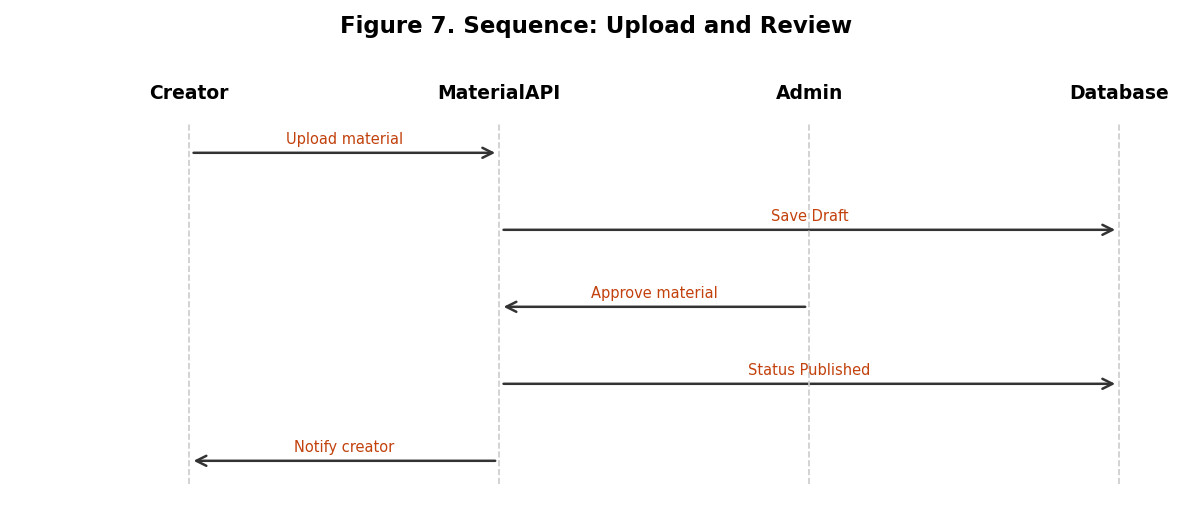 Figure 7. Sequence: Upload and Review
Creator MaterialAPI Admin Database
Upload material
Save Draft
Approve material
Status Published
Notify creator